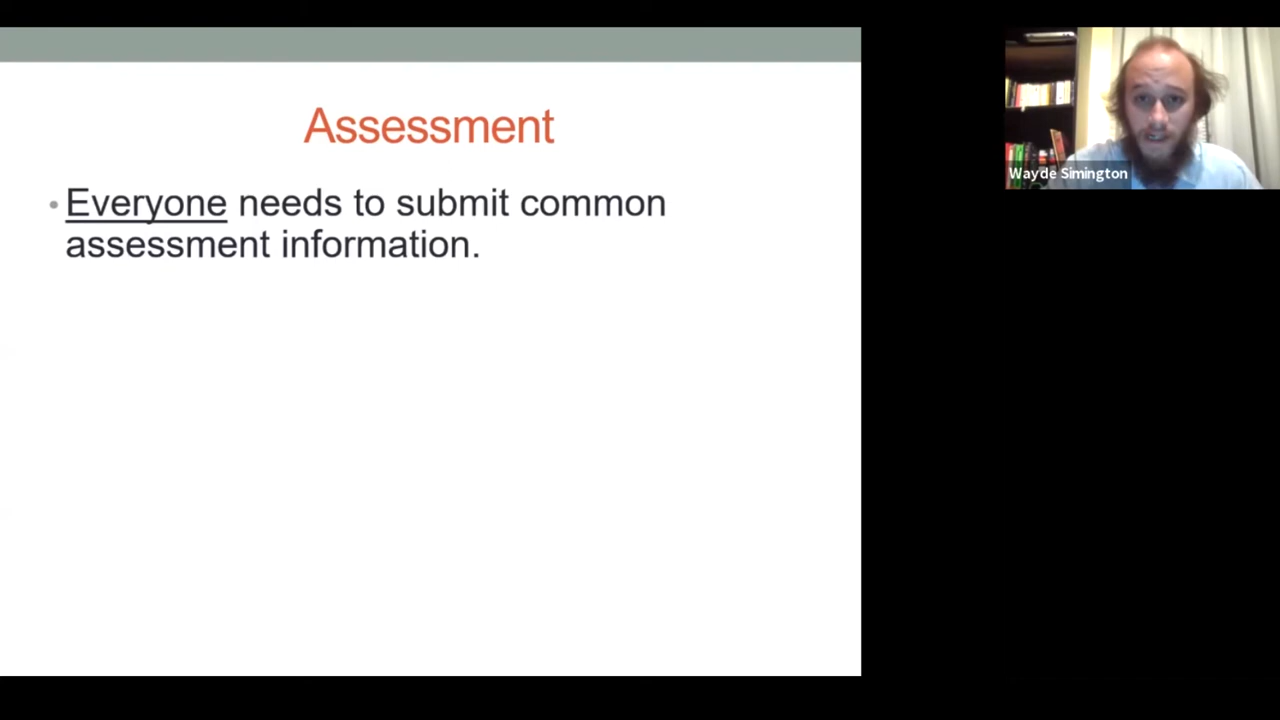 Assessment
• Everyone needs to submit common
assessment information.
Wayde Simington